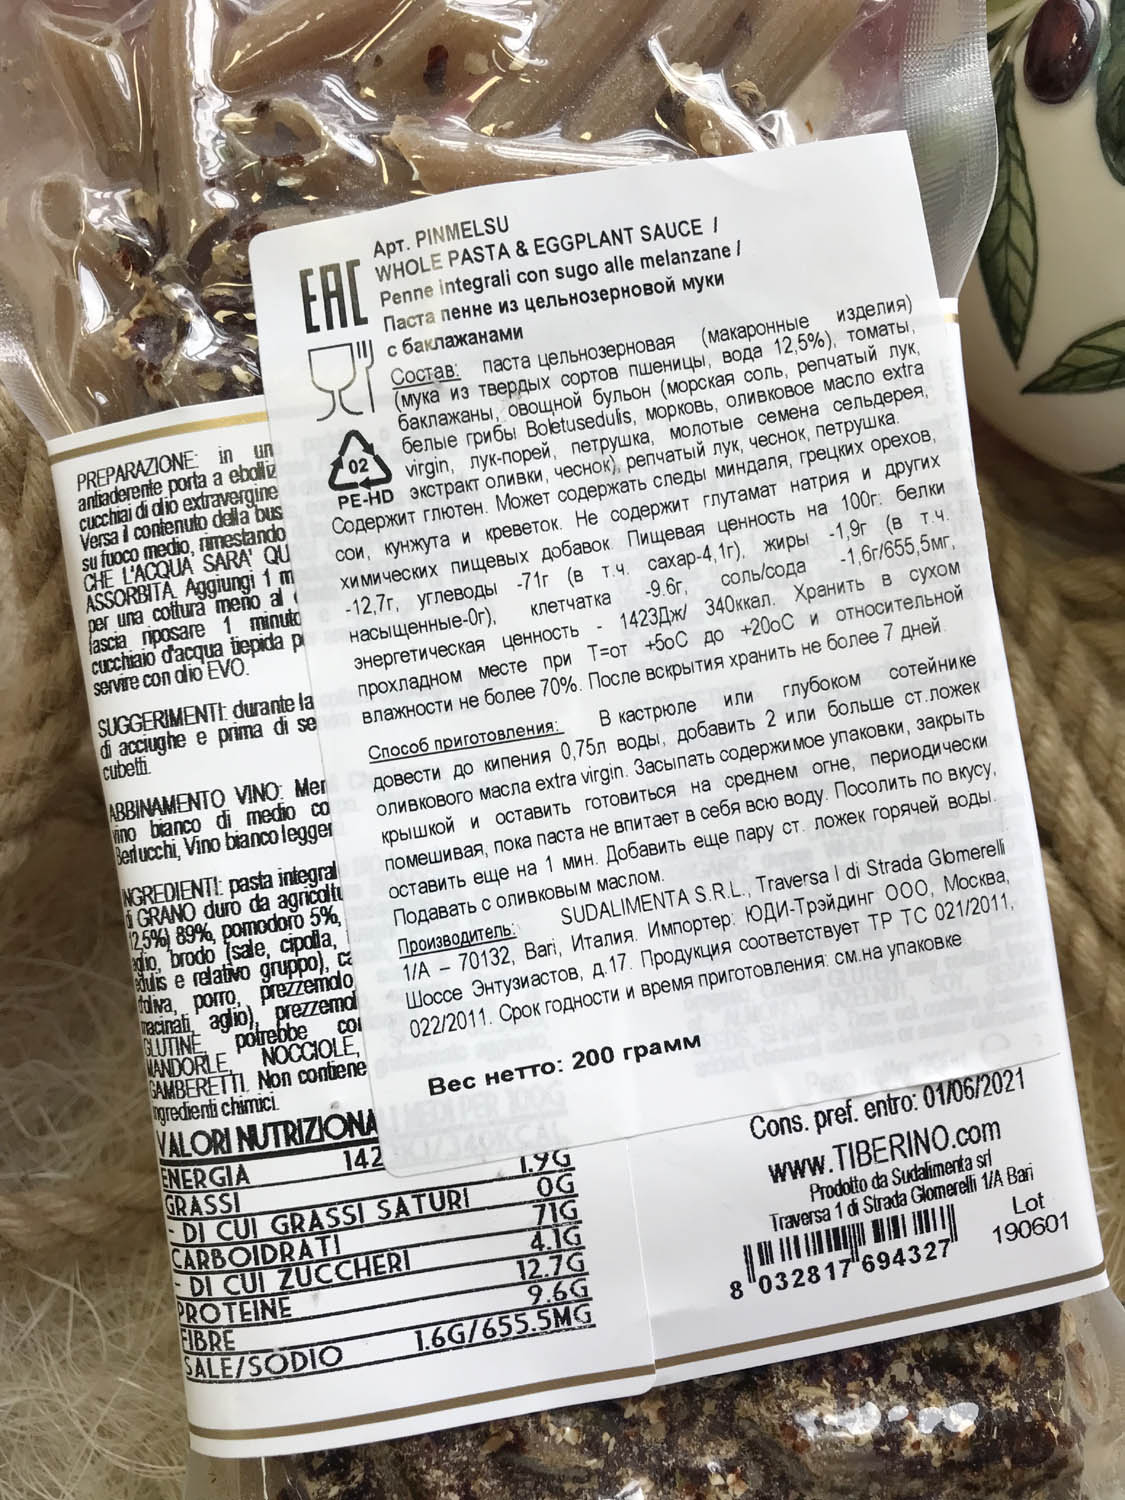 Арт. PINMELSU
WHOLE PASTA & EGGPLANT SAUCE /
Penne integrali con sugo alle melanzane /
Паста пенне из цельнозерновой муки
с баклажанами
EAC
02
PE-HD
Состав: паста цельнозерновая (макаронные изделия)
(мука из твердых сортов пшеницы, вода 12,5%), томаты,
баклажаны, овощной бульон (морская соль, репчатый лук,
белые грибы Boletusedulis, морковь, оливковое масло extra
virgin, лук-порей, петрушка, молотые семена сельдерея,
экстракт оливки, чеснок), репчатый лук, чеснок, петрушка.
Содержит глютен. Может содержать следы миндаля, грецких орехов,
сои, кунжута и креветок. Не содержит глутамат натрия и других
химических пищевых добавок. Пищевая ценность на 100г: белки
-12,7г, углеводы -71г (в т.ч. сахар-4,1г), жиры -1,9г (в т.ч.
насыщенные-0г), клетчатка -9.6г, соль/сода -1,6г/655,5мг,
энергетическая ценность - 1423Дж/ 340ккал. Хранить в сухом
прохладном месте при Т=от +5оС до +20оС и относительной
влажности не более 70%. После вскрытия хранить не более 7 дней.
Способ приготовления: В кастрюле или глубоком сотейнике
довести до кипения 0,75л воды, добавить 2 или больше ст.ложек
оливкового масла extra virgin. Засыпать содержимое упаковки, закрыть
крышкой и оставить готовиться на среднем огне, периодически
помешивая, пока паста не впитает в себя всю воду. Посолить по вкусу,
оставить еще на 1 мин. Добавить еще пару ст. ложек горячей воды.
Подавать с оливковым маслом.
Производитель: SUDALIMENTA S.R.L., Traversa I di Strada Glomerelli
1/A – 70132, Bari, Италия. Импортер: ЮДИ-Трэйдинг ООО, Москва,
Шоссе Энтузиастов, д.17. Продукция соответствует ТР ТС 021/2011,
022/2011. Срок годности и время приготовления: см.на упаковке
Вес нетто: 200 грамм
PREPARAZIONE: in un
antiaderente porta a ebolliz
cucchiai di olio extravergine
Versa il contenuto della bus
su fuoco medio, rimestando
CHE L'ACQUA SARA' QU
ASSORBITA. Aggiungi 1 m
per una cottura meno al
fascia riposare 1 minuto
cucchiaio d'acqua tiepida p
servire con olio EVO.
SUGGERIMENTI: durante la
di acciughe e prima di se
cubetti.
ABBINAMENTO VINO: Mer
vino bianco di medio co
Berlucchi, Vino bianco legger
INGREDIENTI: pasta integral
di GRANO duro da agricoltu
12,5%) 89%, pomodoro 5%,
aglio, brodo (sale, cipolla,
edulis e relativo gruppo), ca
d'oliva, porro, prezzemolo
macinati, aglio), prezzemol
GLUTINE, potrebbe con
MANDORLE, NOCCIOLE,
GAMBERETTI. Non contiene
ingredienti chimici.
VALORI NUTRIZIONA
ENERGIA 142
GRASSI 1.9G
- DI CUI GRASSI SATURI 0G
CARBOIDRATI 71G
- DI CUI ZUCCHERI 4.1G
PROTEINE 12.7G
FIBRE 9.6G
SALE/SODIO 1.6G/655.5MG
Cons. pref. entro: 01/06/2021
www.TIBERINO.com
Prodotto da Sudalimenta srl
Traversa 1 di Strada Glomerelli 1/A Bari
Lot
190601
8 032817 694327